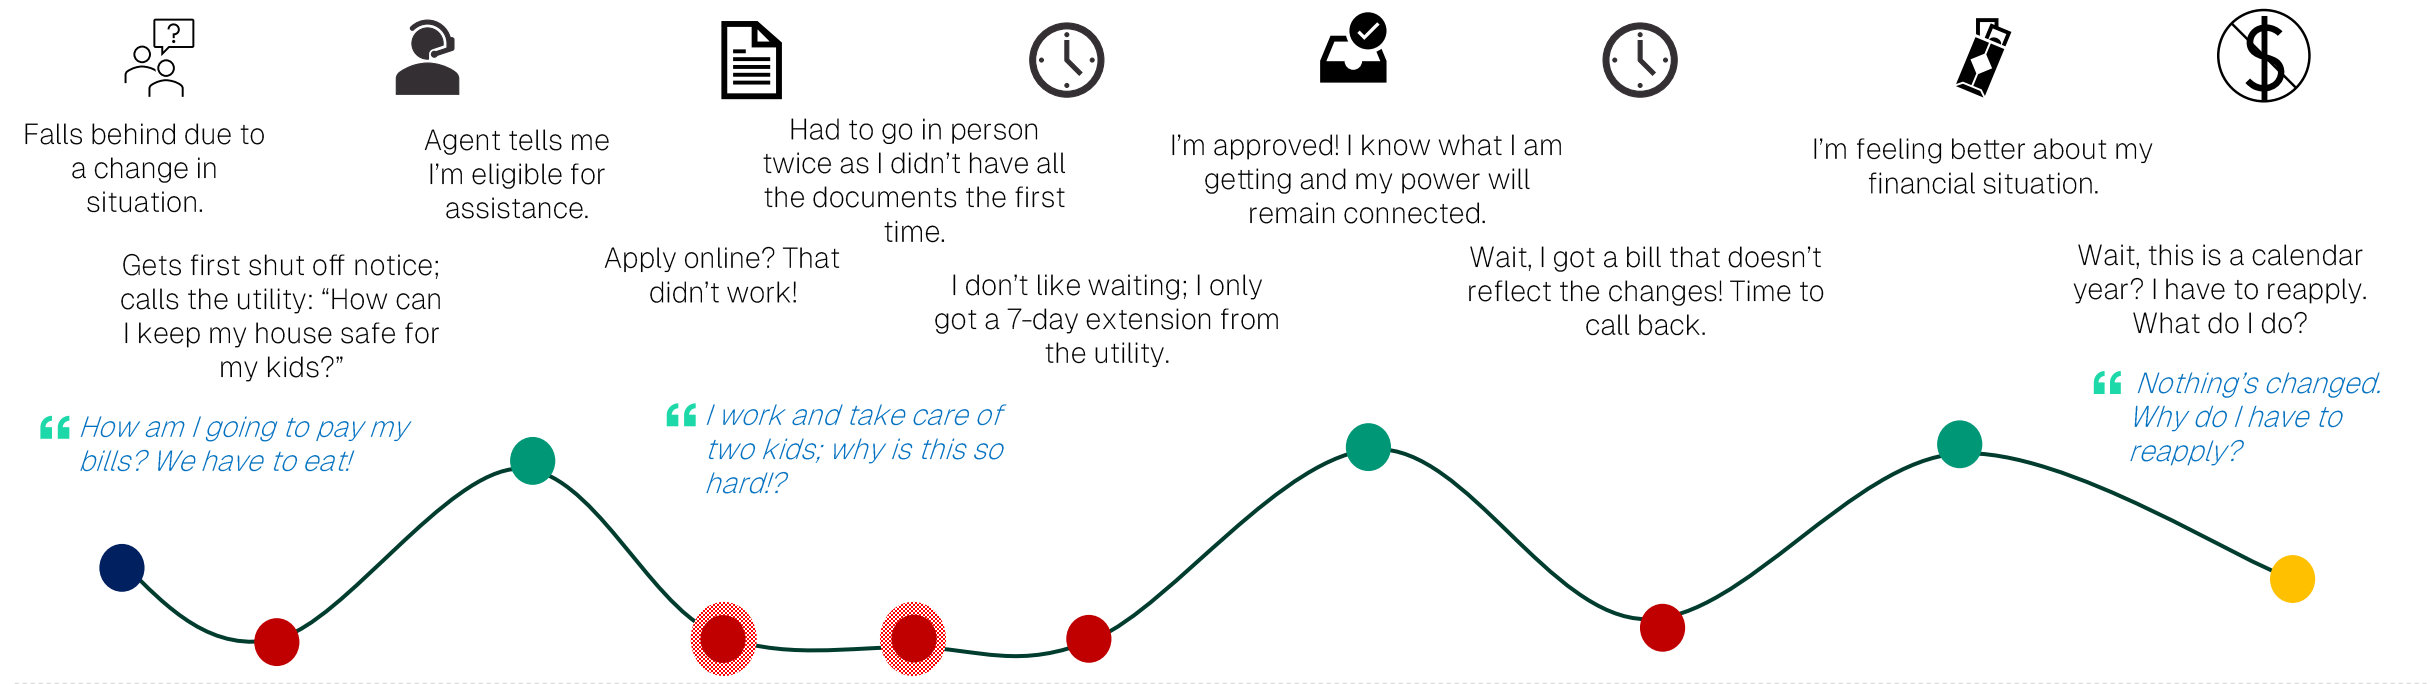 ?
Falls behind due to
a change in
situation.
Gets first shut off notice;
calls the utility: “How can
I keep my house safe for
my kids?”
Agent tells me
I’m eligible for
assistance.
Apply online? That
didn’t work!
Had to go in person
twice as I didn’t have all
the documents the first
time.
I don’t like waiting; I only
got a 7-day extension from
the utility.
I’m approved! I know what I am
getting and my power will
remain connected.
Wait, I got a bill that doesn’t
reflect the changes! Time to
call back.
I’m feeling better about my
financial situation.
$
Wait, this is a calendar
year? I have to reapply.
What do I do?
“ How am I going to pay my
bills? We have to eat!
“ I work and take care of
two kids; why is this so
hard!?
“ Nothing’s changed.
Why do I have to
reapply?